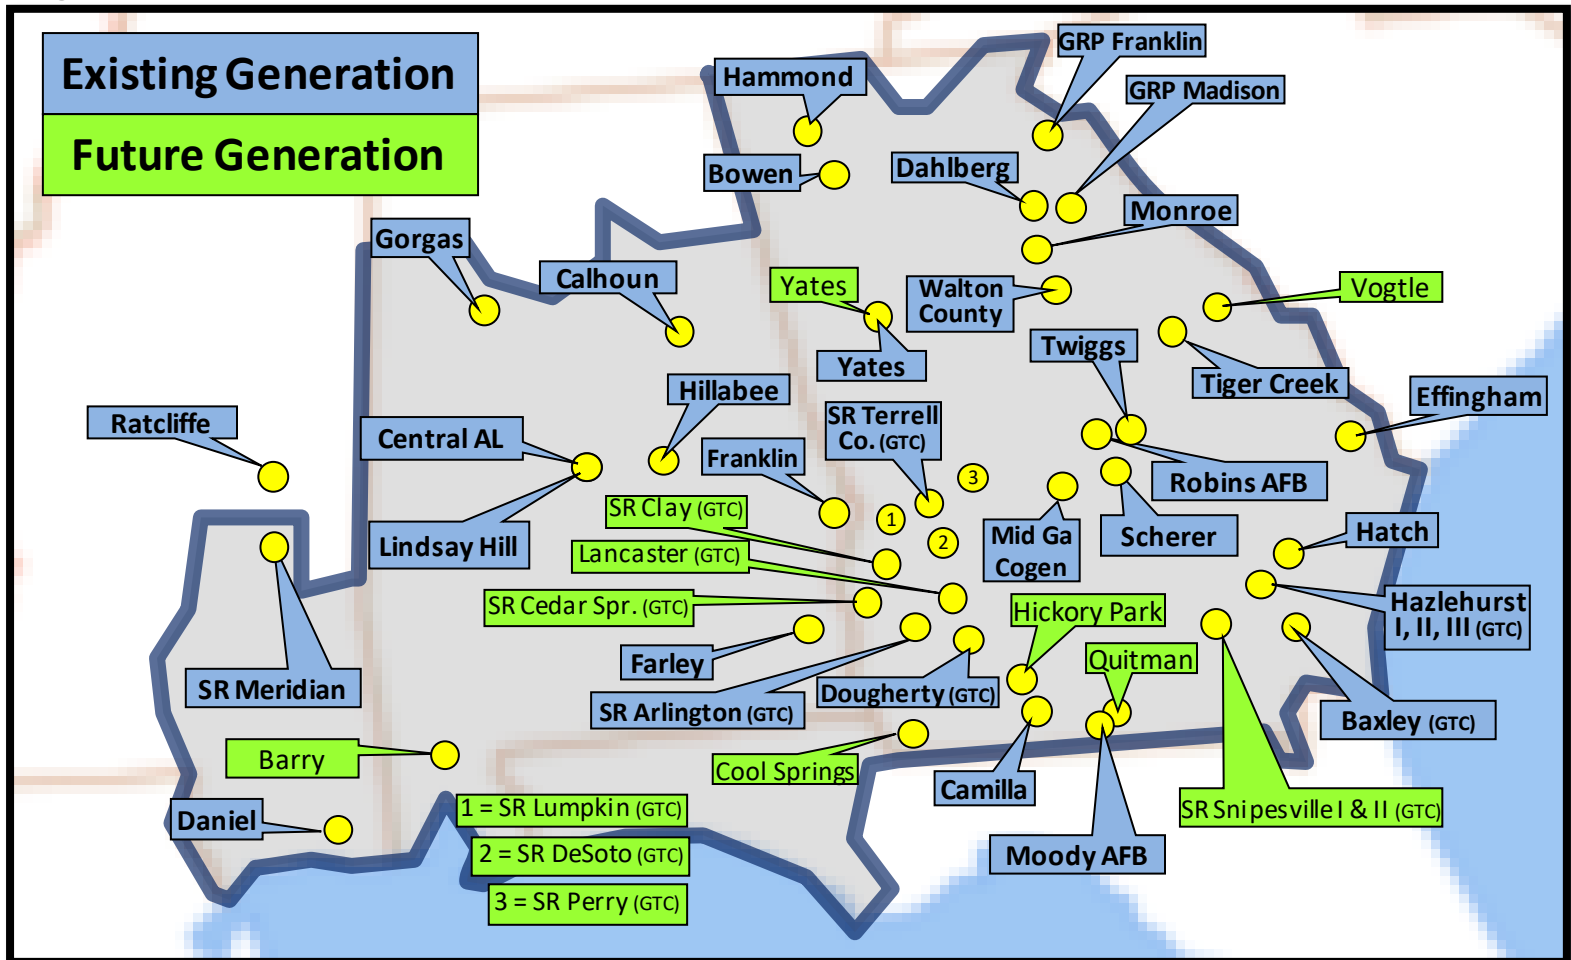 Existing Generation
Future Generation
GRP Franklin
Hammond
GRP Madison
Bowen
Dahlberg
Monroe
Gorgas
Calhoun
Yates
Walton
County
Vogtle
Yates
Twiggs
Tiger Creek
Effingham
Hillabee
Ratcliffe
Central AL
SR Terrell
Co. (GTC)
Franklin
3
Robins AFB
SR Clay (GTC)
1
2
Lindsay Hill
Lancaster (GTC)
Mid Ga
Cogen
Scherer
Hatch
SR Cedar Spr. (GTC)
Hickory Park
Hazlehurst
I, II, III (GTC)
Farley
Quitman
SR Meridian
SR Arlington (GTC)
Dougherty (GTC)
Baxley (GTC)
Barry
Cool Springs
Camilla
SR Snipesville I & II (GTC)
Daniel
1 = SR Lumpkin (GTC)
2 = SR DeSoto (GTC)
Moody AFB
3 = SR Perry (GTC)